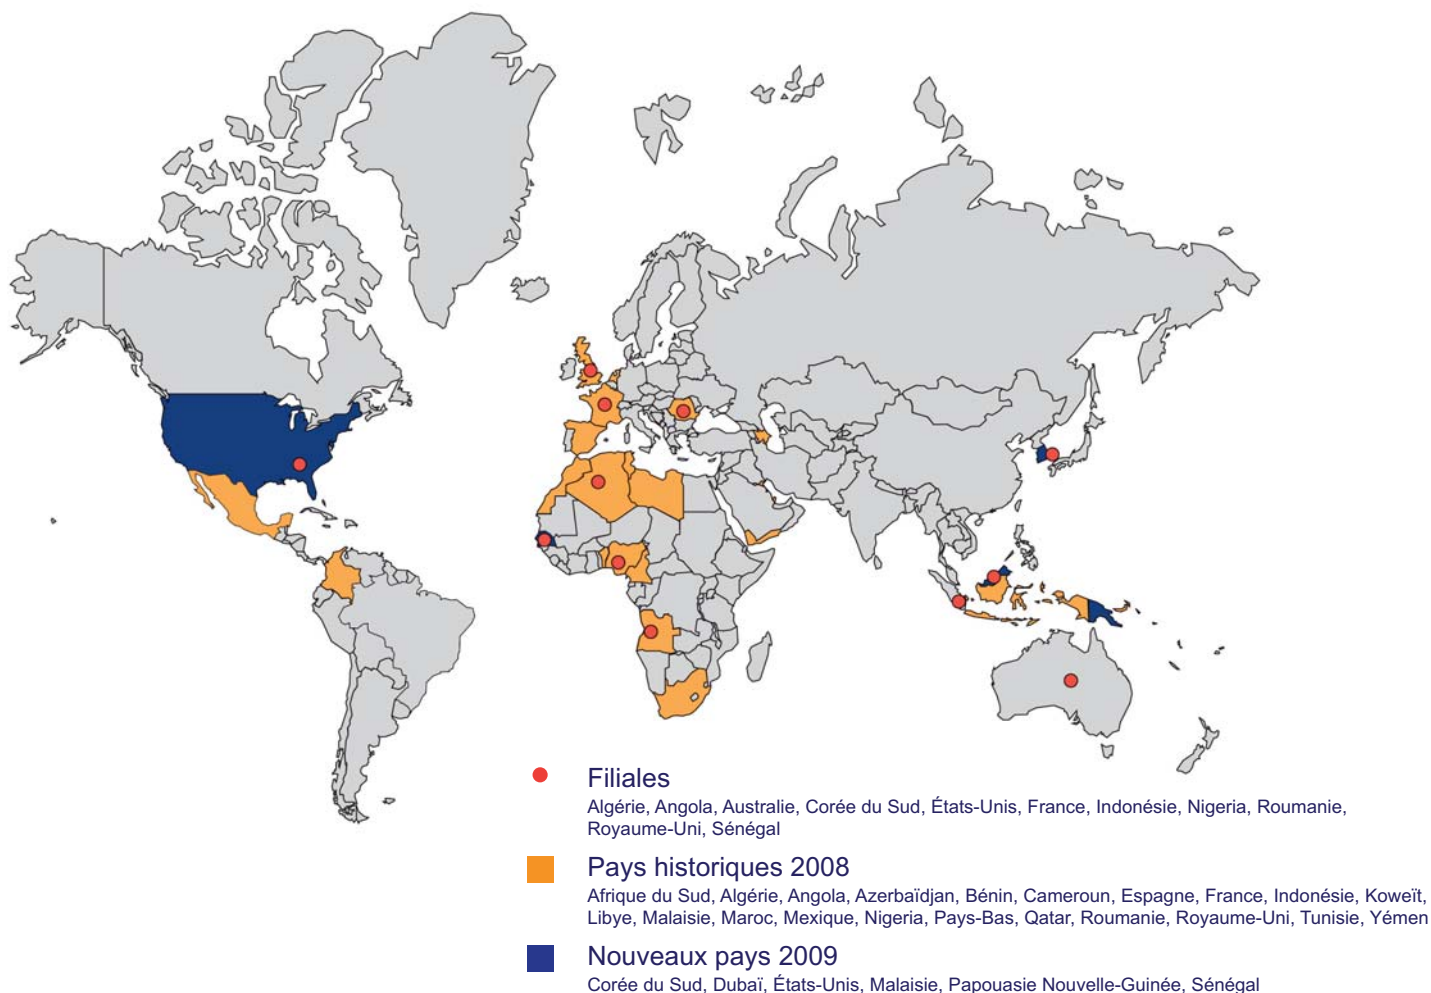 Filiales
Algérie, Angola, Australie, Corée du Sud, États-Unis, France, Indonésie, Nigeria, Roumanie,
Royaume-Uni, Sénégal
Pays historiques 2008
Afrique du Sud, Algérie, Angola, Azerbaïdjan, Bénin, Cameroun, Espagne, France, Indonésie, Koweït,
Libye, Malaisie, Maroc, Mexique, Nigeria, Pays-Bas, Qatar, Roumanie, Royaume-Uni, Tunisie, Yémen
Nouveaux pays 2009
Corée du Sud, Dubaï, États-Unis, Malaisie, Papouasie Nouvelle-Guinée, Sénégal